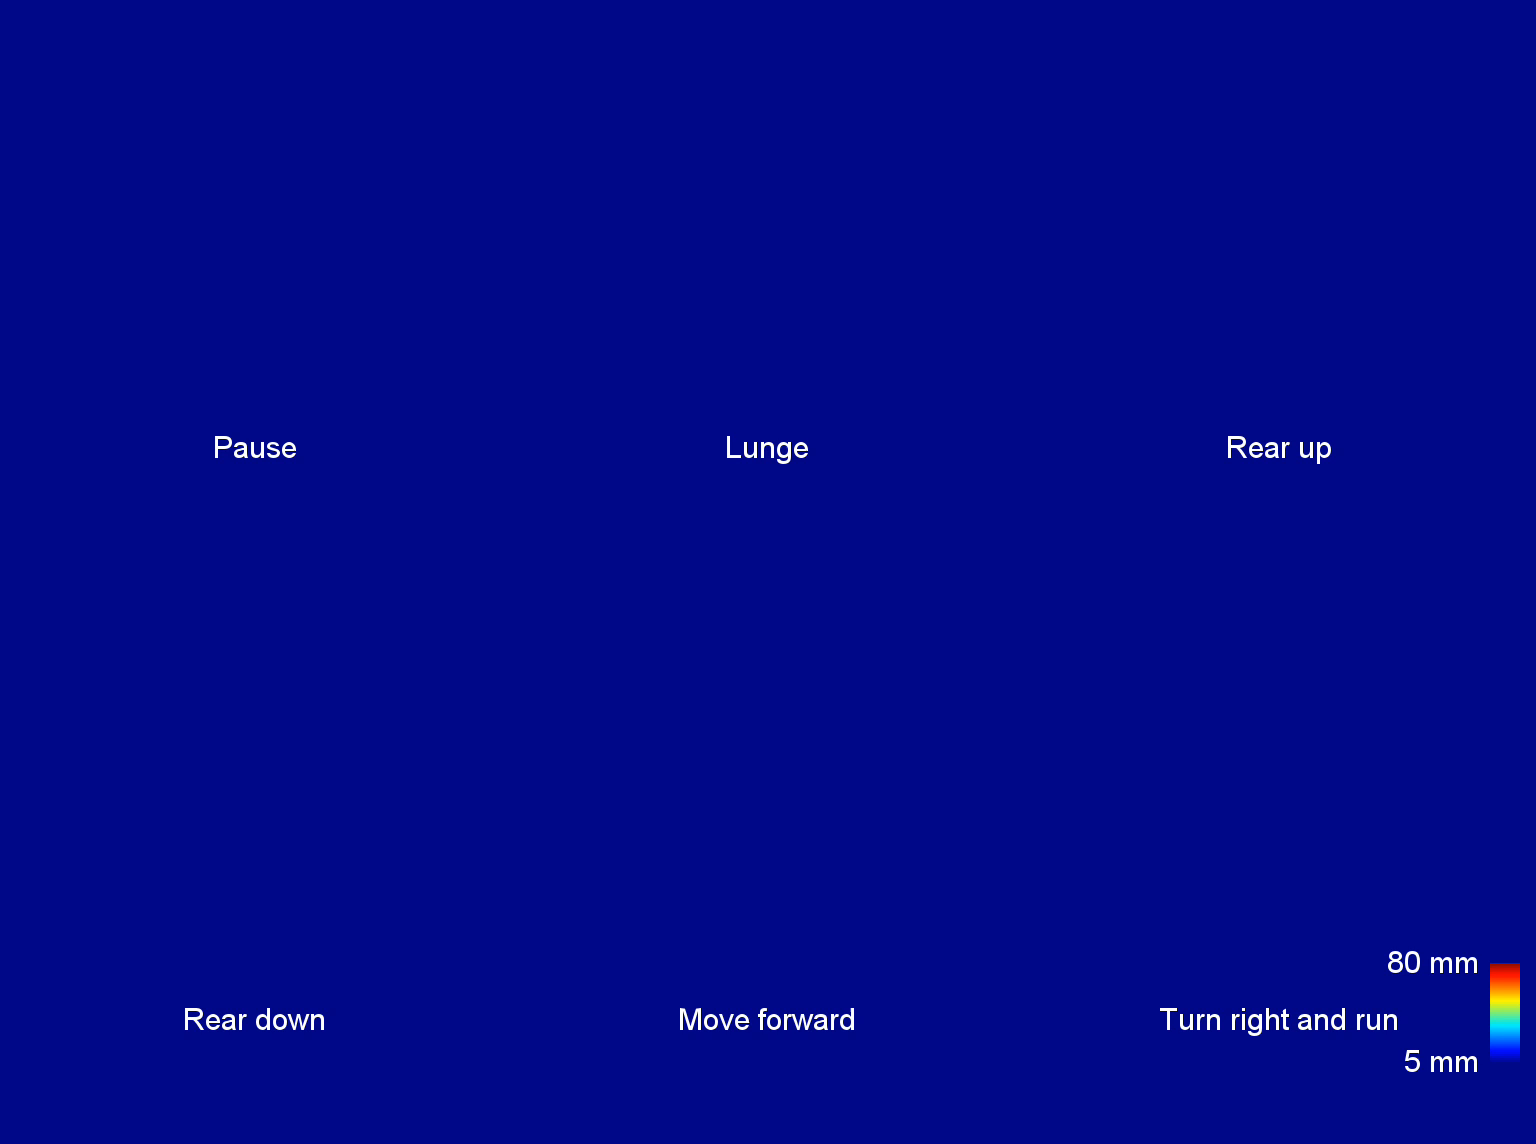 Pause
Lunge
Rear up
Rear down
Move forward
Turn right and run
80 mm
5 mm